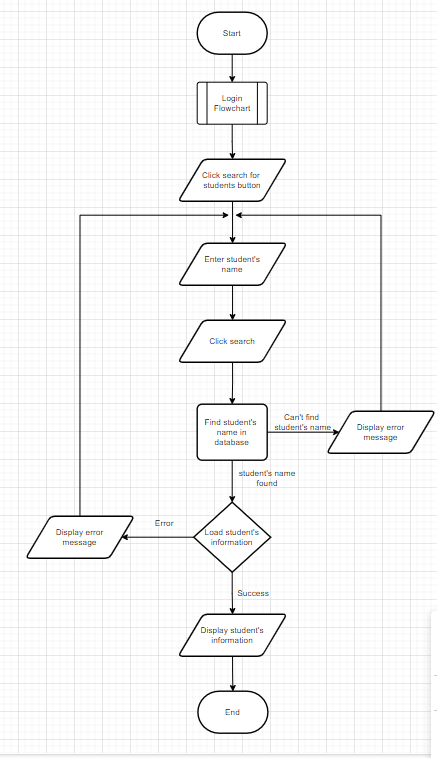 Start
Login
Flowchart
Click search for
students button
Enter student's
name
Click search
Find student's
name in
database
Can't find
student's name
Display error
message
student's name
found
Load student's
information
Error
Display error
message
Success
Display student's
information
End